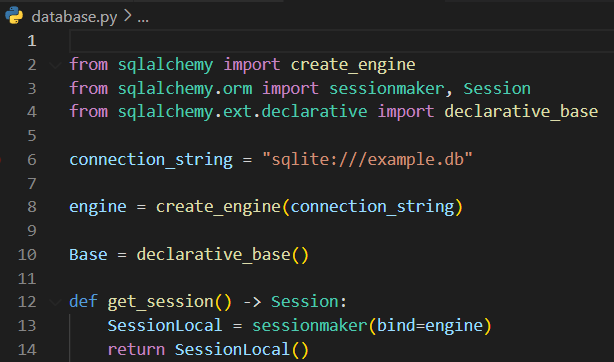 database.py > ...
1
2 from sqlalchemy import create_engine
3 from sqlalchemy.orm import sessionmaker, Session
4 from sqlalchemy.ext.declarative import declarative_base
5
6 connection_string = "sqlite:///example.db"
7
8 engine = create_engine(connection_string)
9
10 Base = declarative_base()
11
12 def get_session() -> Session:
13     SessionLocal = sessionmaker(bind=engine)
14     return SessionLocal()